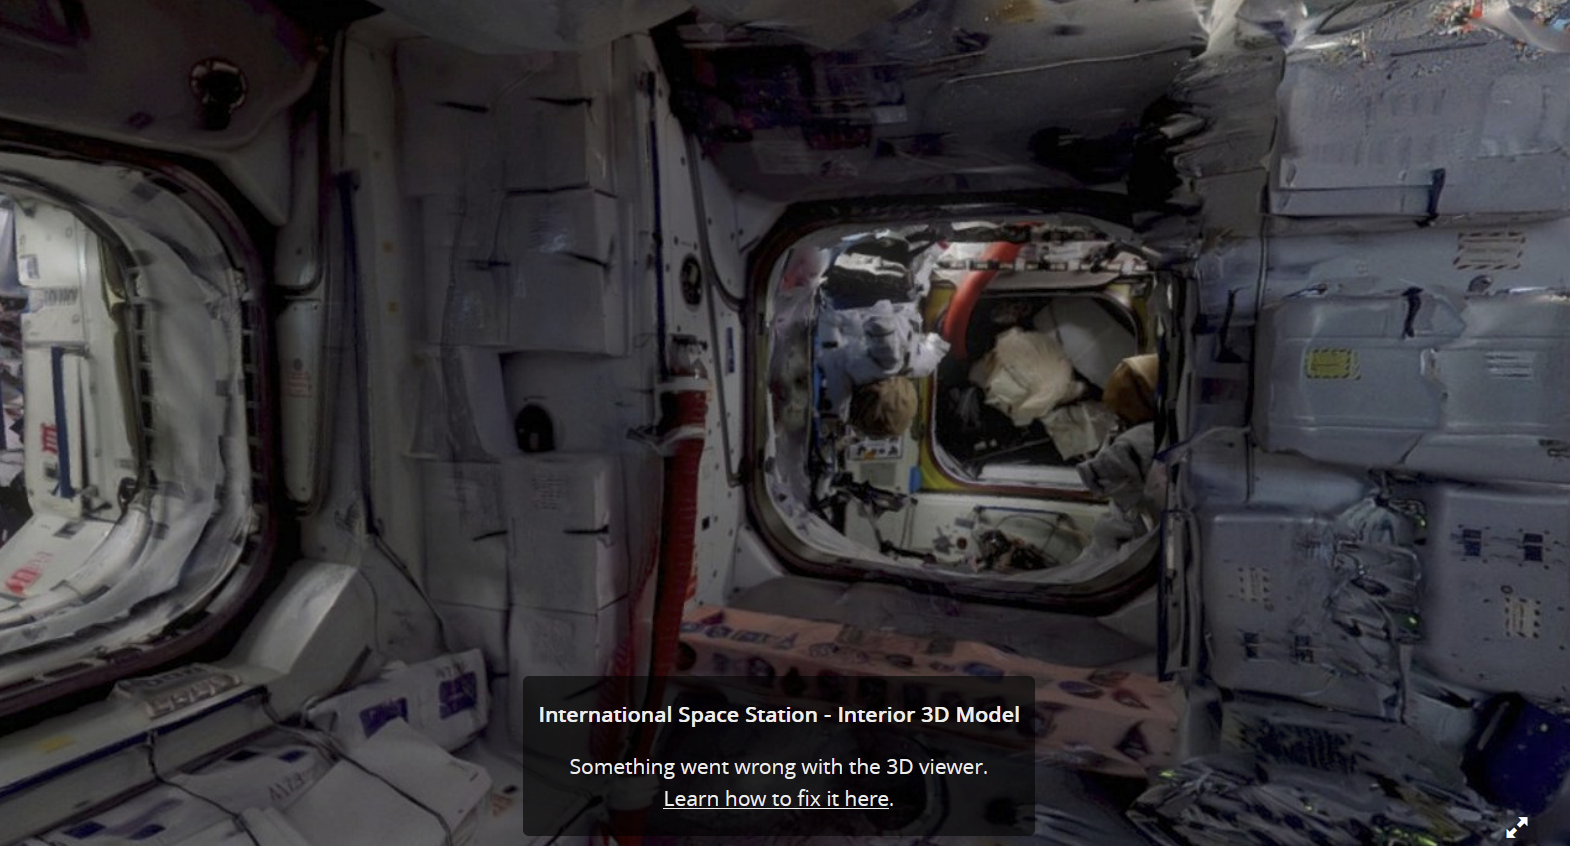 International Space Station - Interior 3D Model
Something went wrong with the 3D viewer.
Learn how to fix it here.